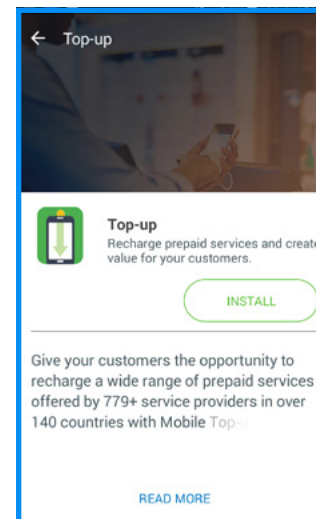 Top-up
Top-up
Recharge prepaid services and create
value for your customers.
INSTALL
Give your customers the opportunity to
recharge a wide range of prepaid services
offered by 779+ service providers in over
140 countries with Mobile Top-u
READ MORE